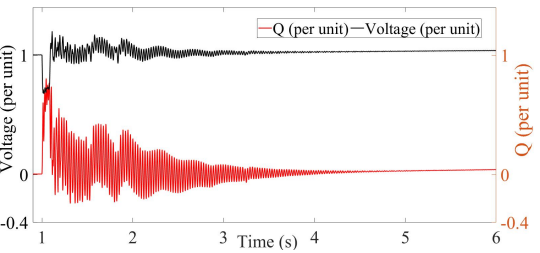 Q (per unit) Voltage (per unit)
Voltage (per unit)
1
0
-0.4
1
0
-0.4
Q (per unit)
1 2 3 4 5 6
Time (s)